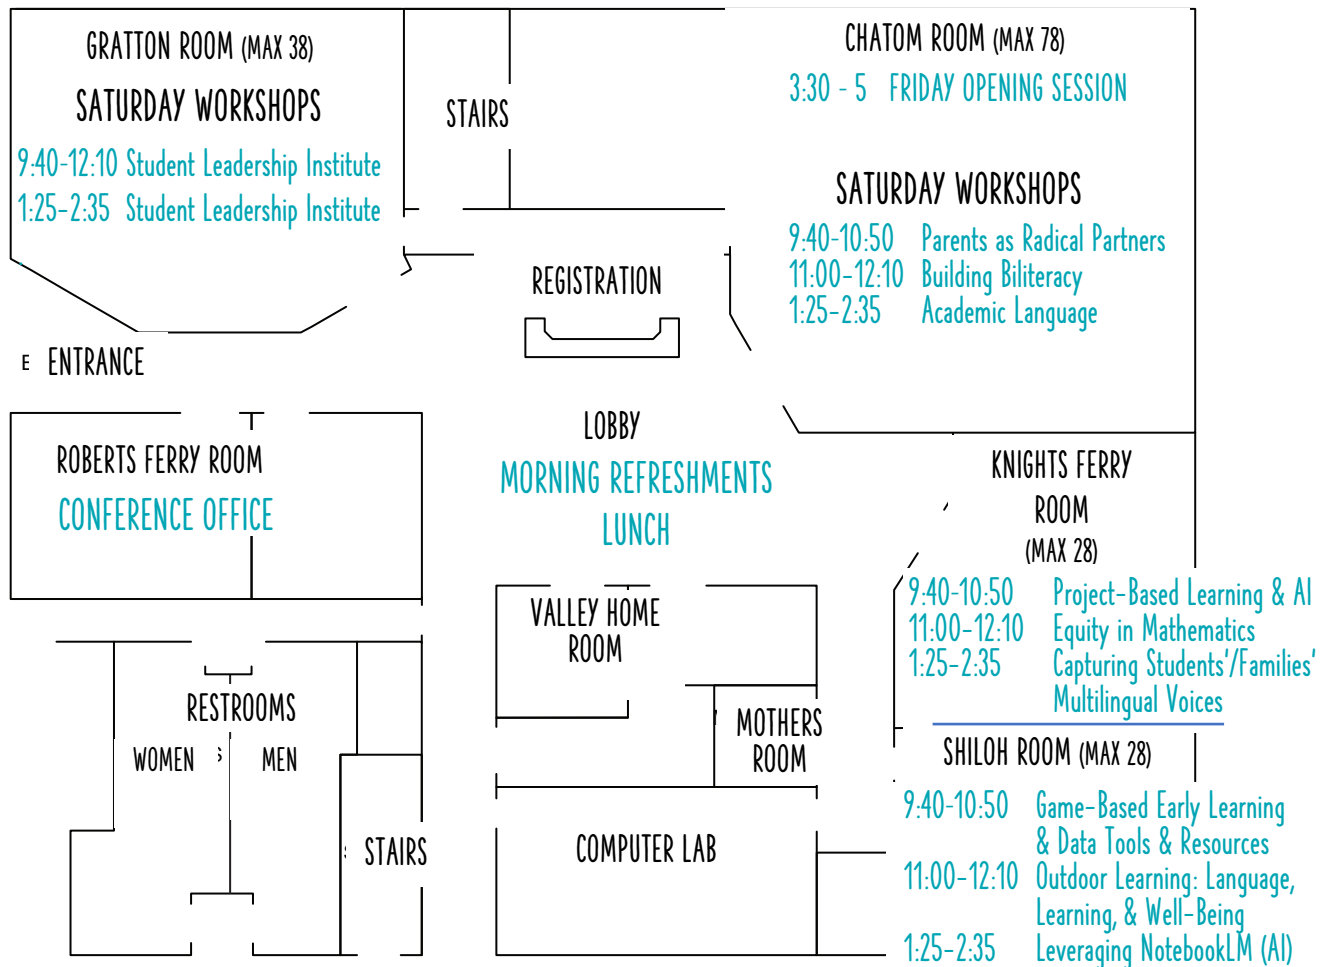 GRATTON ROOM (MAX 38)
SATURDAY WORKSHOPS
9:40-12:10 Student Leadership Institute
1:25-2:35 Student Leadership Institute
STAIRS
CHATOM ROOM (MAX 78)
3:30 - 5 FRIDAY OPENING SESSION
SATURDAY WORKSHOPS
9:40-10:50 Parents as Radical Partners
11:00-12:10 Building Biliteracy
1:25-2:35 Academic Language
REGISTRATION
E ENTRANCE
ROBERTS FERRY ROOM
CONFERENCE OFFICE
LOBBY
MORNING REFRESHMENTS
LUNCH
KNIGHTS FERRY
ROOM
(MAX 28)
9:40-10:50 Project-Based Learning & AI
11:00-12:10 Equity in Mathematics
1:25-2:35 Capturing Students'/Families'
Multilingual Voices
VALLEY HOME
ROOM
RESTROOMS
WOMEN MEN
MOTHERS
ROOM
STAIRS
COMPUTER LAB
SHILOH ROOM (MAX 28)
9:40-10:50 Game-Based Early Learning
& Data Tools & Resources
11:00-12:10 Outdoor Learning: Language,
Learning, & Well-Being
1:25-2:35 Leveraging NotebookLM (AI)